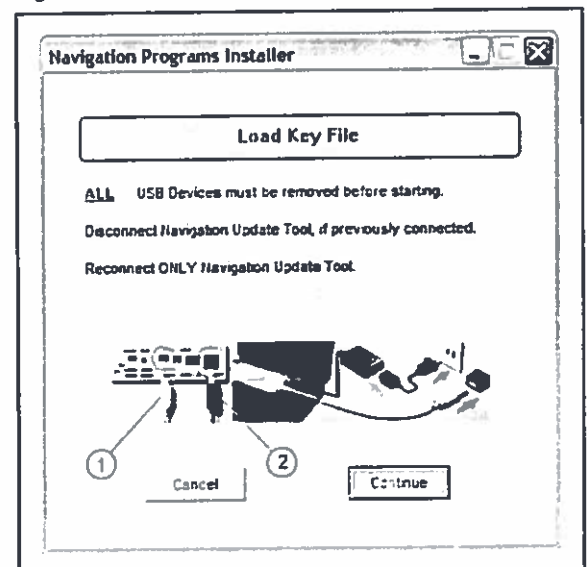 Navigation Programs Installer
Load Key File
ALL USB Devices must be removed before starting.
Disconnect Navigation Update Tool, if previously connected.
Reconnect ONLY Navigation Update Tool.
1
2
Cancel
Continue